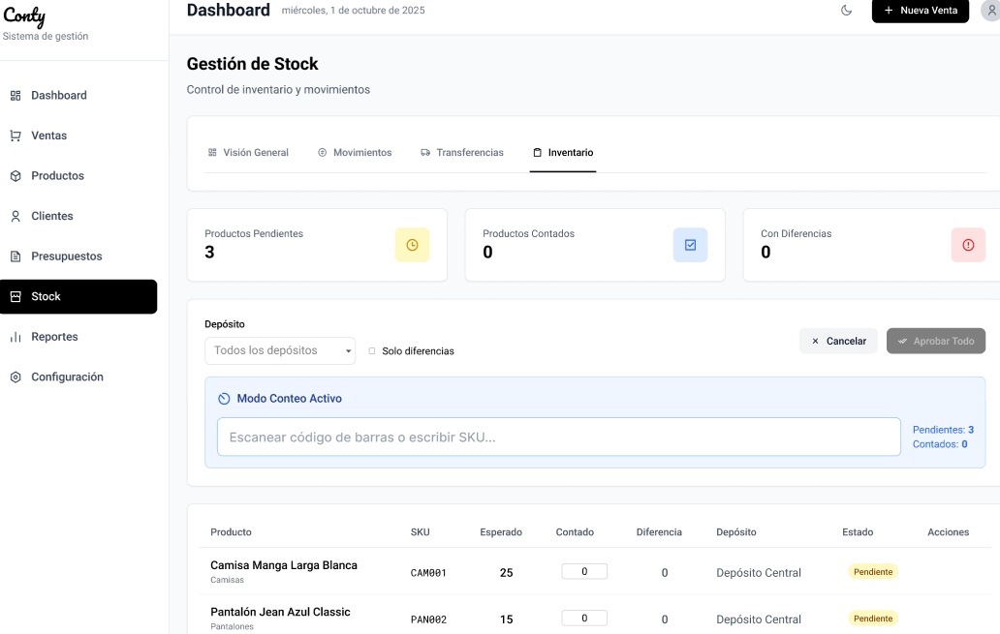 Conty
Sistema de gestión
Dashboard miércoles, 1 de octubre de 2025
+ Nueva Venta
Dashboard
Ventas
Productos
Clientes
Presupuestos
Stock
Reportes
Configuración
Gestión de Stock
Control de inventario y movimientos
Visión General Movimientos Transferencias Inventario
Productos Pendientes
3
Productos Contados
0
Con Diferencias
0
Depósito
Todos los depósitos Solo diferencias
× Cancelar Aprobar Todo
Modo Conteo Activo
Escanear código de barras o escribir SKU...
Pendientes: 3
Contados: 0
Producto SKU Esperado Contado Diferencia Depósito Estado Acciones
Camisa Manga Larga Blanca
Camisas
CAM001 25 0 0 Depósito Central Pendiente
Pantalón Jean Azul Classic
Pantalones
PAN002 15 0 0 Depósito Central Pendiente